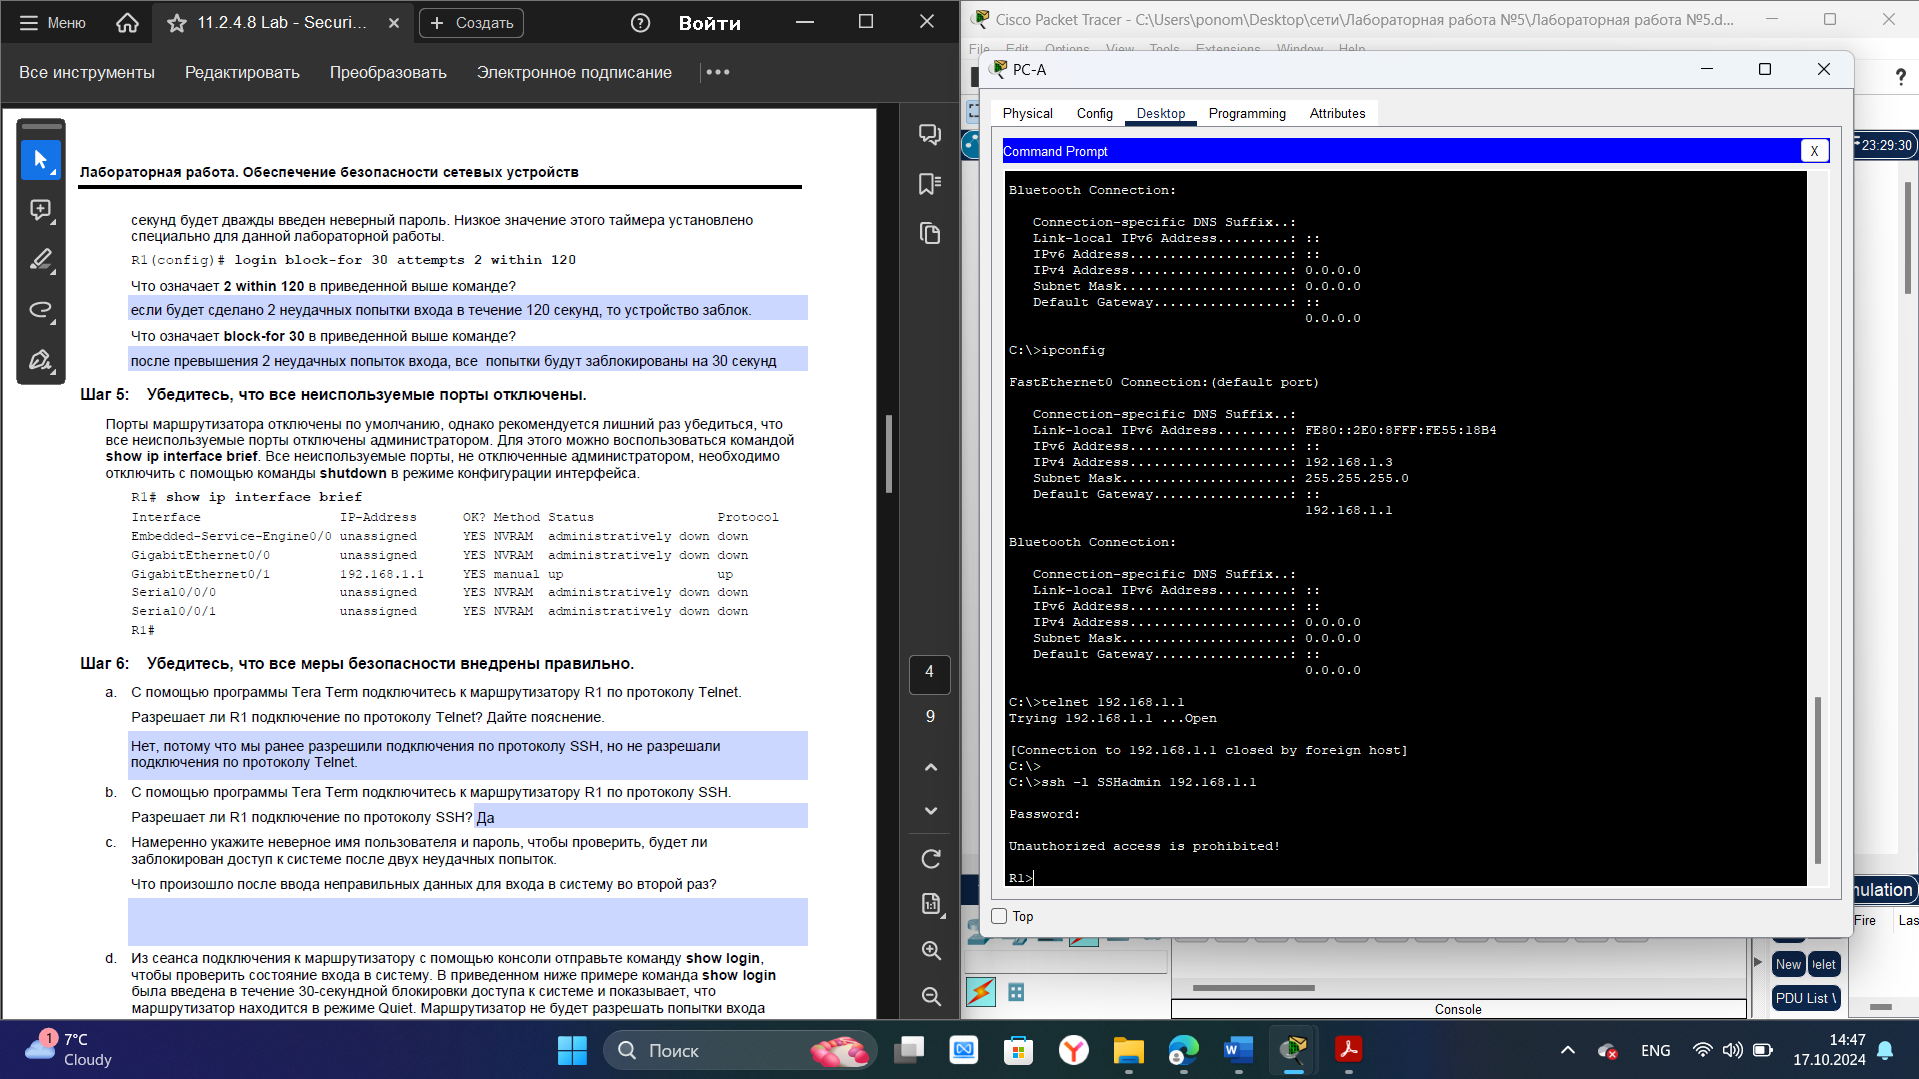 Меню
11.2.4.8 Lab - Securi...
Создать
Войти
Все инструменты
Редактировать
Преобразовать
Электронное подписание
Лабораторная работа. Обеспечение безопасности сетевых устройств
секунд будет дважды введен неверный пароль. Низкое значение этого таймера установлено
специально для данной лабораторной работы.
R1(config)# login block-for 30 attempts 2 within 120
Что означает 2 within 120 в приведенной выше команде?
если будет сделано 2 неудачных попытки входа в течение 120 секунд, то устройство заблок.
Что означает block-for 30 в приведенной выше команде?
после превышения 2 неудачных попыток входа, все попытки будут заблокированы на 30 секунд
Шаг 5: Убедитесь, что все неиспользуемые порты отключены.
Порты маршрутизатора отключены по умолчанию, однако рекомендуется лишний раз убедиться, что
все неиспользуемые порты отключены администратором. Для этого можно воспользоваться командой
show ip interface brief. Все неиспользуемые порты, не отключенные администратором, необходимо
отключить с помощью команды shutdown в режиме конфигурации интерфейса.
R1# show ip interface brief
Interface IP-Address OK? Method Status Protocol
Embedded-Service-Engine0/0 unassigned YES NVRAM administratively down down
GigabitEthernet0/0 unassigned YES NVRAM administratively down down
GigabitEthernet0/1 192.168.1.1 YES manual up up
Serial0/0/0 unassigned YES NVRAM administratively down down
Serial0/0/1 unassigned YES NVRAM administratively down down
R1#
Шаг 6: Убедитесь, что все меры безопасности внедрены правильно.
a. С помощью программы Tera Term подключитесь к маршрутизатору R1 по протоколу Telnet.
Разрешает ли R1 подключение по протоколу Telnet? Дайте пояснение.
Нет, потому что мы ранее разрешили подключения по протоколу SSH, но не разрешали
подключения по протоколу Telnet.
b. С помощью программы Tera Term подключитесь к маршрутизатору R1 по протоколу SSH.
Разрешает ли R1 подключение по протоколу SSH? Да
c. Намеренно укажите неверное имя пользователя и пароль, чтобы проверить, будет ли
заблокирован доступ к системе после двух неудачных попыток.
Что произошло после ввода неправильных данных для входа в систему во второй раз?
d. Из сеанса подключения к маршрутизатору с помощью консоли отправьте команду show login,
чтобы проверить состояние входа в систему. В приведенном ниже примере команда show login
была введена в течение 30-секундной блокировки доступа к системе и показывает, что
маршрутизатор находится в режиме Quiet. Маршрутизатор не будет разрешать попытки входа
4
9
1:1
Cisco Packet Tracer - C:\Users\ponom\Desktop\сети\Лабораторная работа №5\Лабораторная работа №5.d...
File Edit Options View Tools Extensions Window Help
PC-A
Physical Config Desktop Programming Attributes
Command Prompt
X
23:29:30
Bluetooth Connection:
Connection-specific DNS Suffix..:
Link-local IPv6 Address.........: ::
IPv6 Address....................: ::
IPv4 Address....................: 0.0.0.0
Subnet Mask.....................: 0.0.0.0
Default Gateway.................: ::
0.0.0.0
C:\>ipconfig
FastEthernet0 Connection:(default port)
Connection-specific DNS Suffix..:
Link-local IPv6 Address.........: FE80::2E0:8FFF:FE55:18B4
IPv6 Address....................: ::
IPv4 Address....................: 192.168.1.3
Subnet Mask.....................: 255.255.255.0
Default Gateway.................: ::
192.168.1.1
Bluetooth Connection:
Connection-specific DNS Suffix..:
Link-local IPv6 Address.........: ::
IPv6 Address....................: ::
IPv4 Address....................: 0.0.0.0
Subnet Mask.....................: 0.0.0.0
Default Gateway.................: ::
0.0.0.0
C:\>telnet 192.168.1.1
Trying 192.168.1.1 ...Open
[Connection to 192.168.1.1 closed by foreign host]
C:\>
C:\>ssh -l SSHadmin 192.168.1.1
Password:
Unauthorized access is prohibited!
R1>
Top
mulation
Fire Las
New elet
PDU List \
Console
1
7°C
Cloudy
Поиск
ENG
14:47
17.10.2024